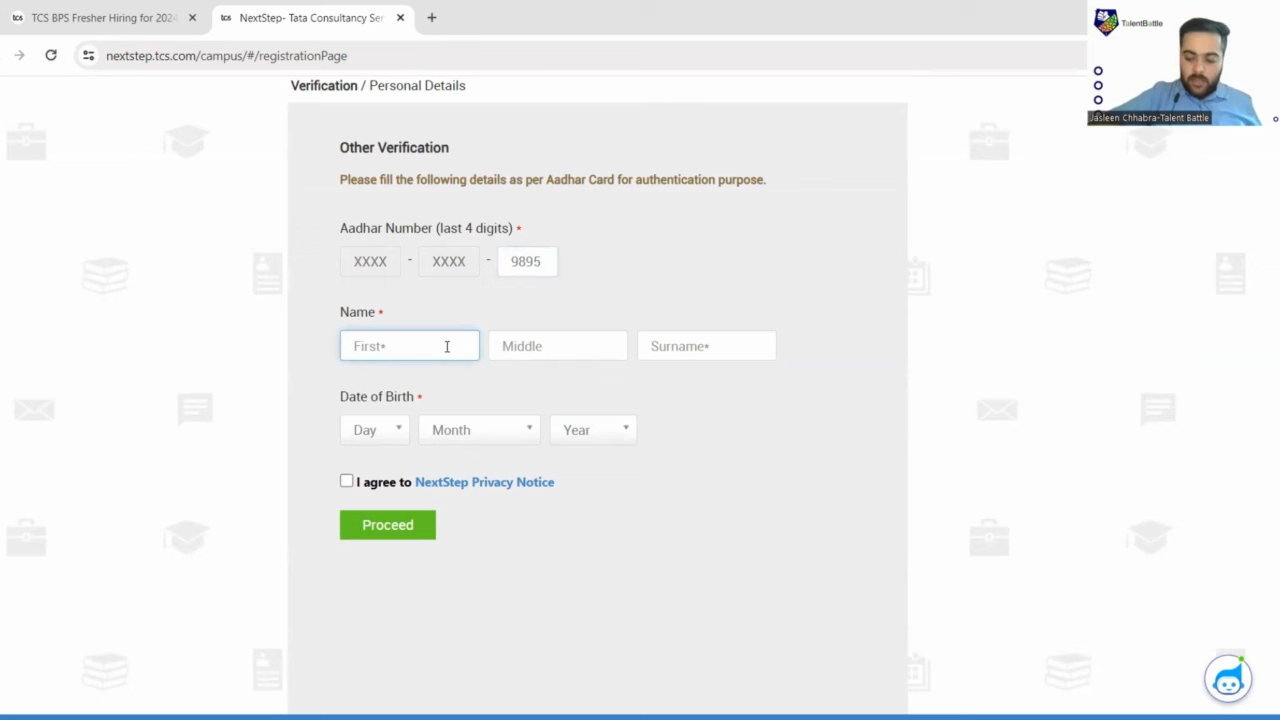 TCS BPS Fresher Hiring for 2024
NextStep- Tata Consultancy Ser
nextstep.tcs.com/campus/#/registrationPage
TalentBattle
Jasleen Chhabra-Talent Battle
Verification / Personal Details
Other Verification
Please fill the following details as per Aadhar Card for authentication purpose.
Aadhar Number (last 4 digits) *
XXXX - XXXX - 9895
Name *
First* Middle Surname*
Date of Birth *
Day Month Year
I agree to NextStep Privacy Notice
Proceed